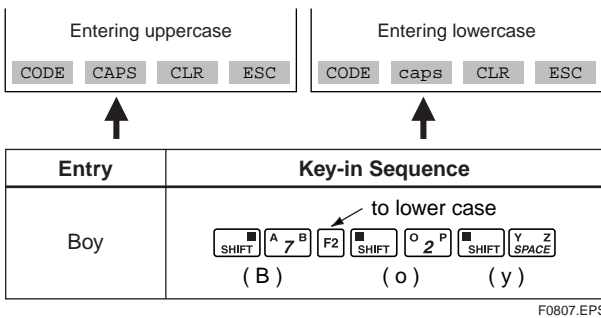 Entering uppercase
CODE CAPS CLR ESC
Entering lowercase
CODE caps CLR ESC
Entry Key-in Sequence
to lower case
Boy SHIFT A 7 B F2 SHIFT O 2 P SHIFT Y Z SPACE
( B ) ( o ) ( y )
F0807.EPS